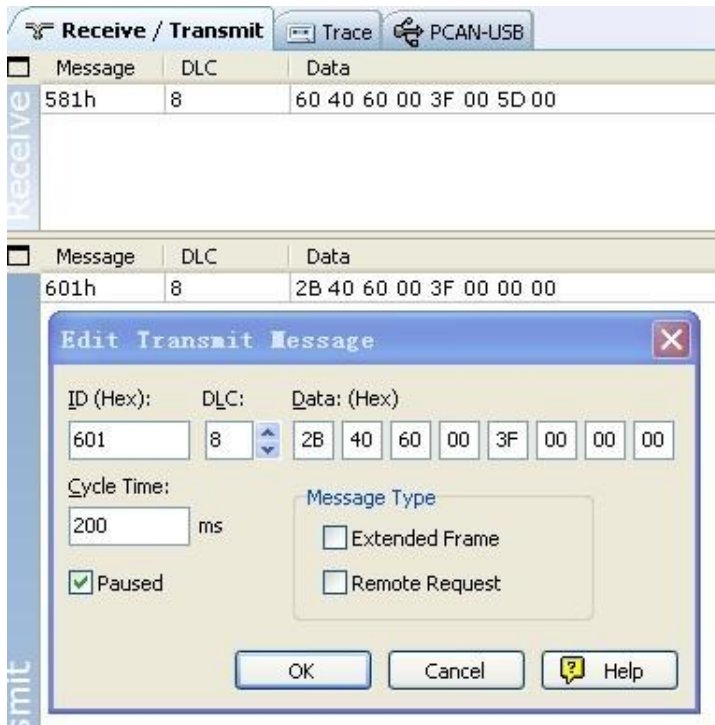 Receive / Transmit Trace PCAN-USB
Message DLC Data
581h 8 60 40 60 00 3F 00 5D 00
Receive
Message DLC Data
601h 8 2B 40 60 00 3F 00 00 00
Edit Transmit Message
ID (Hex): DLC: Data: (Hex)
601 8 2B 40 60 00 3F 00 00 00
Cycle Time:
200 ms
Message Type
Extended Frame
Paused
Remote Request
OK Cancel Help
smit